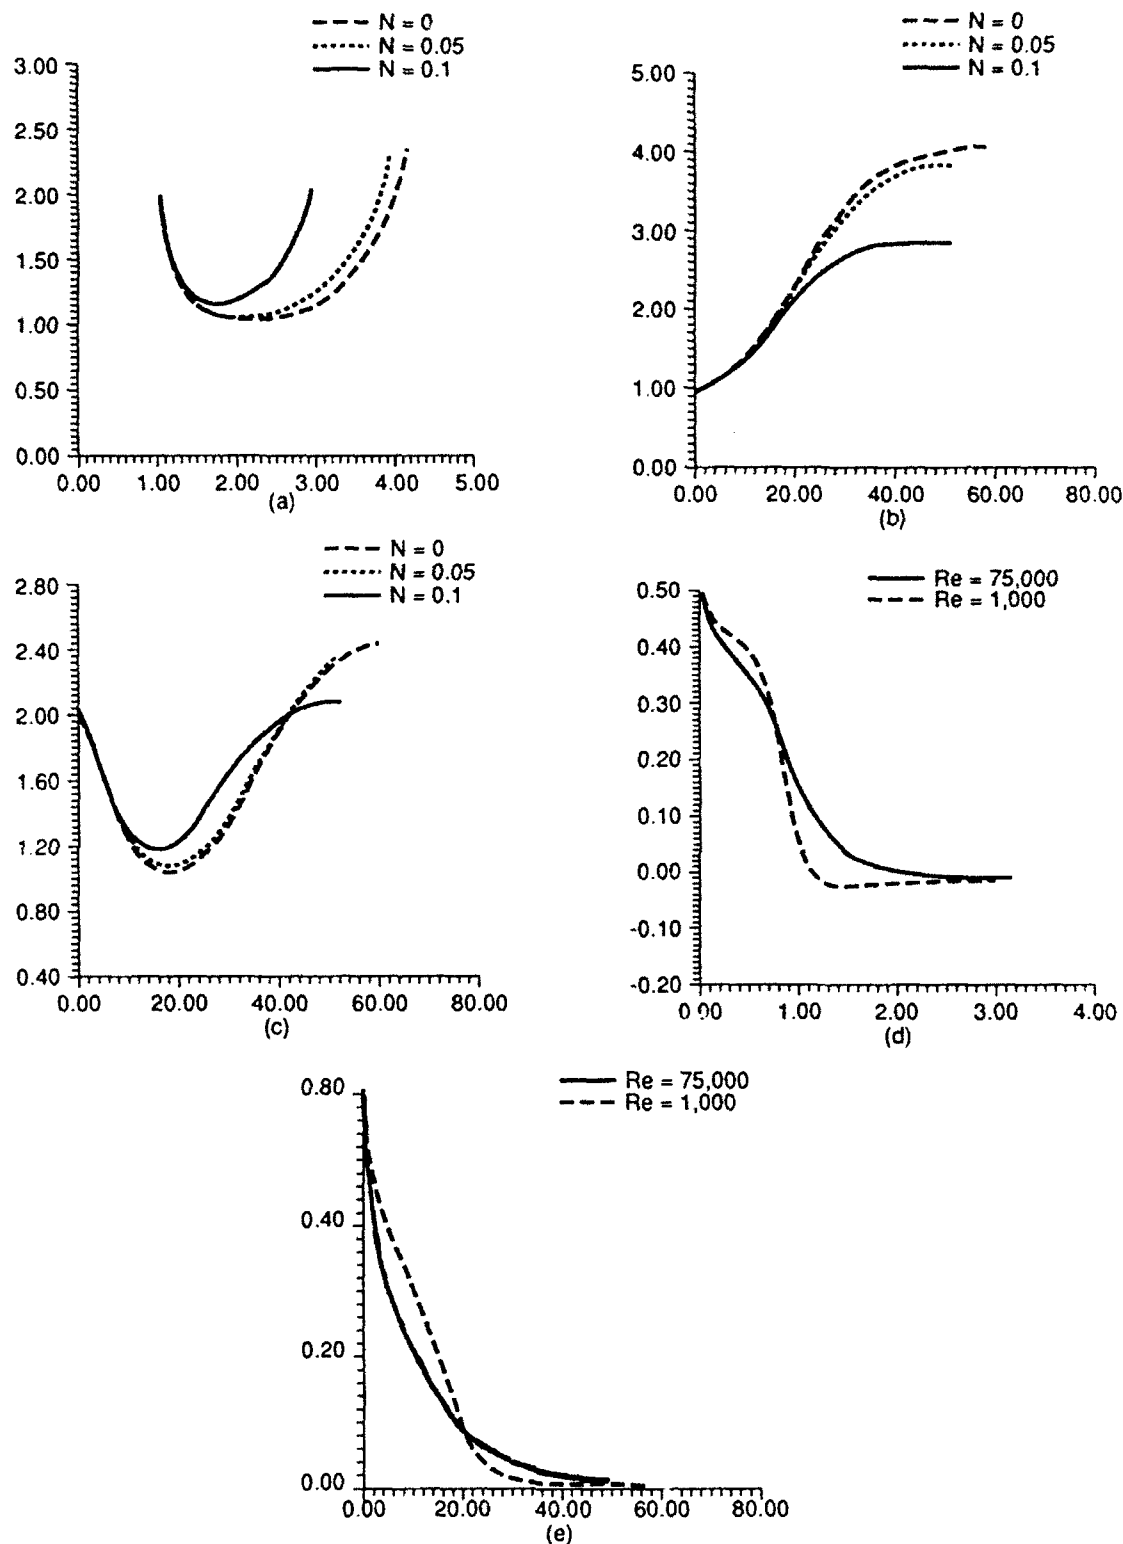 N = 0
N = 0.05
N = 0.1
3.00
2.50
2.00
1.50
1.00
0.50
0.00
0.00 1.00 2.00 3.00 4.00 5.00
(a)
N = 0
N = 0.05
N = 0.1
5.00
4.00
3.00
2.00
1.00
0.00
0.00 20.00 40.00 60.00 80.00
(b)
N = 0
N = 0.05
N = 0.1
2.80
2.40
2.00
1.60
1.20
0.80
0.40
0.00 20.00 40.00 60.00 80.00
(c)
Re = 75,000
Re = 1,000
0.50
0.40
0.30
0.20
0.10
0.00
-0.10
-0.20
0.00 1.00 2.00 3.00 4.00
(d)
Re = 75,000
Re = 1,000
0.80
0.40
0.20
0.00
0.00 20.00 40.00 60.00 80.00
(e)